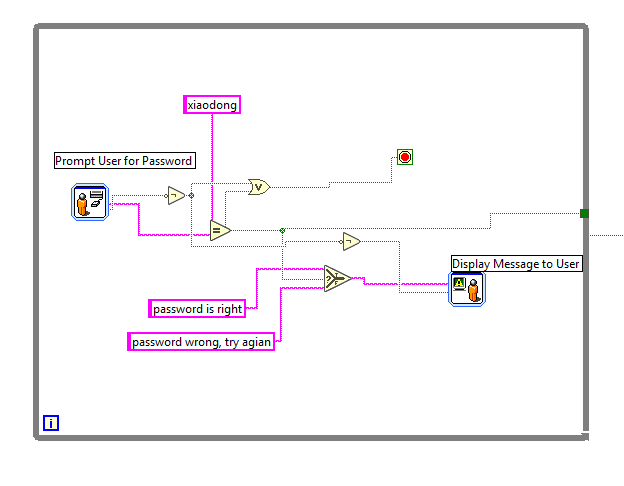 xiaodong
Prompt User for Password
V
=
Display Message to User
?
T
F
A
password is right
password wrong, try agian
i